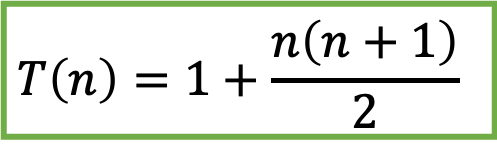 T(n) = 1 + n(n + 1)/2